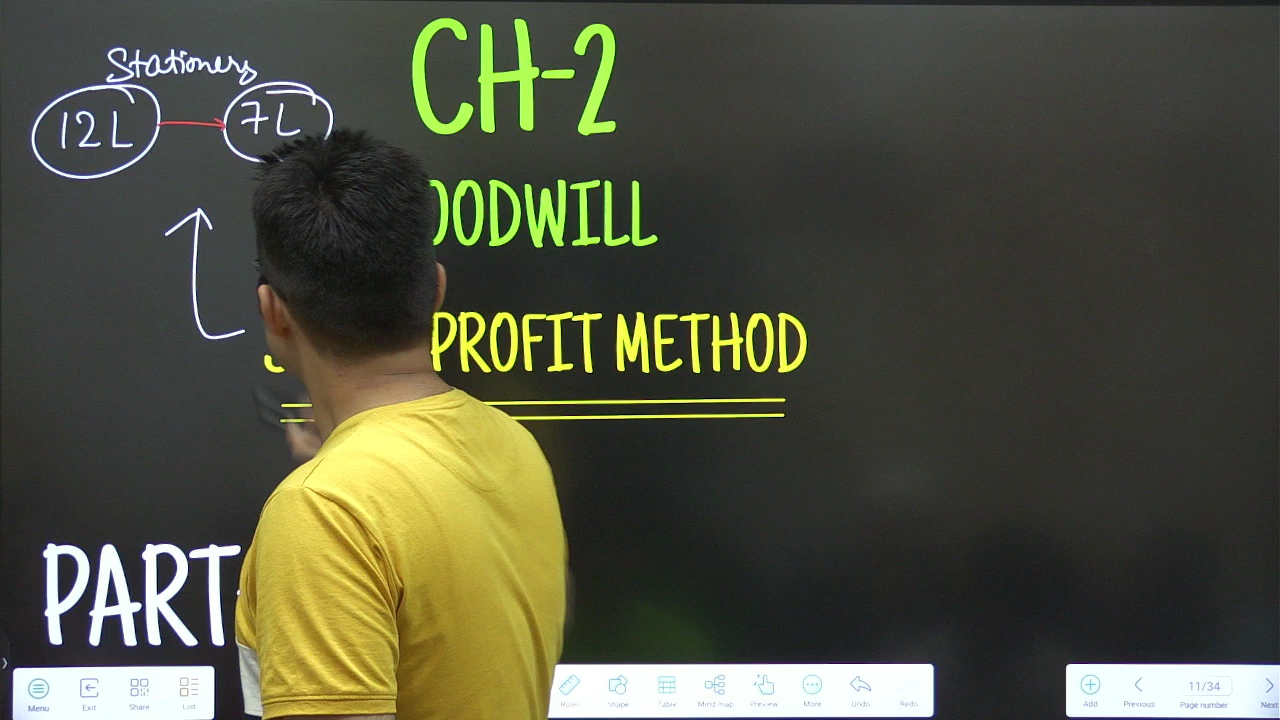 CH-2
Stationery
12L
7L
OODWILL
PROFIT METHOD
PART
Menu
Exit
Share
List
Ruler
Shape
Table
Mind map
Preview
More
Undo
Redo
Add
Previous
11/34
Page number
Next